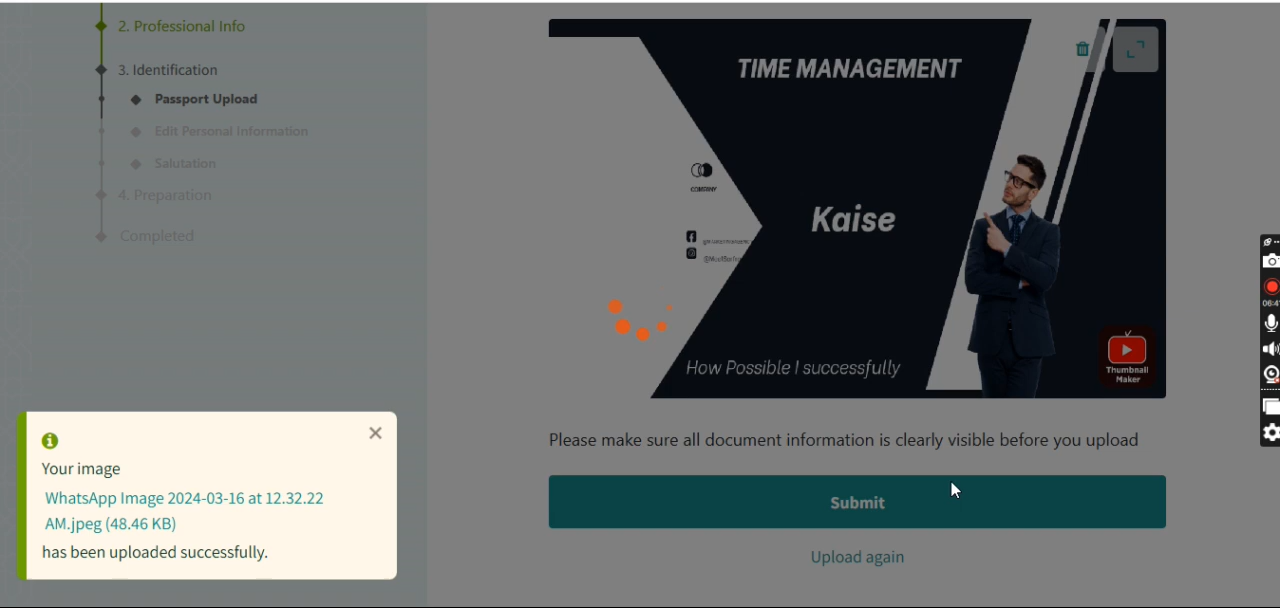 2. Professional Info
3. Identification
Passport Upload
Edit Personal Information
Salutation
4. Preparation
Completed
TIME MANAGEMENT
COMPANY
Kaise
How Possible I successfully
Thumbnail
Maker
Please make sure all document information is clearly visible before you upload
Submit
Upload again
Your image
WhatsApp Image 2024-03-16 at 12.32.22
AM.jpeg (48.46 KB)
has been uploaded successfully.